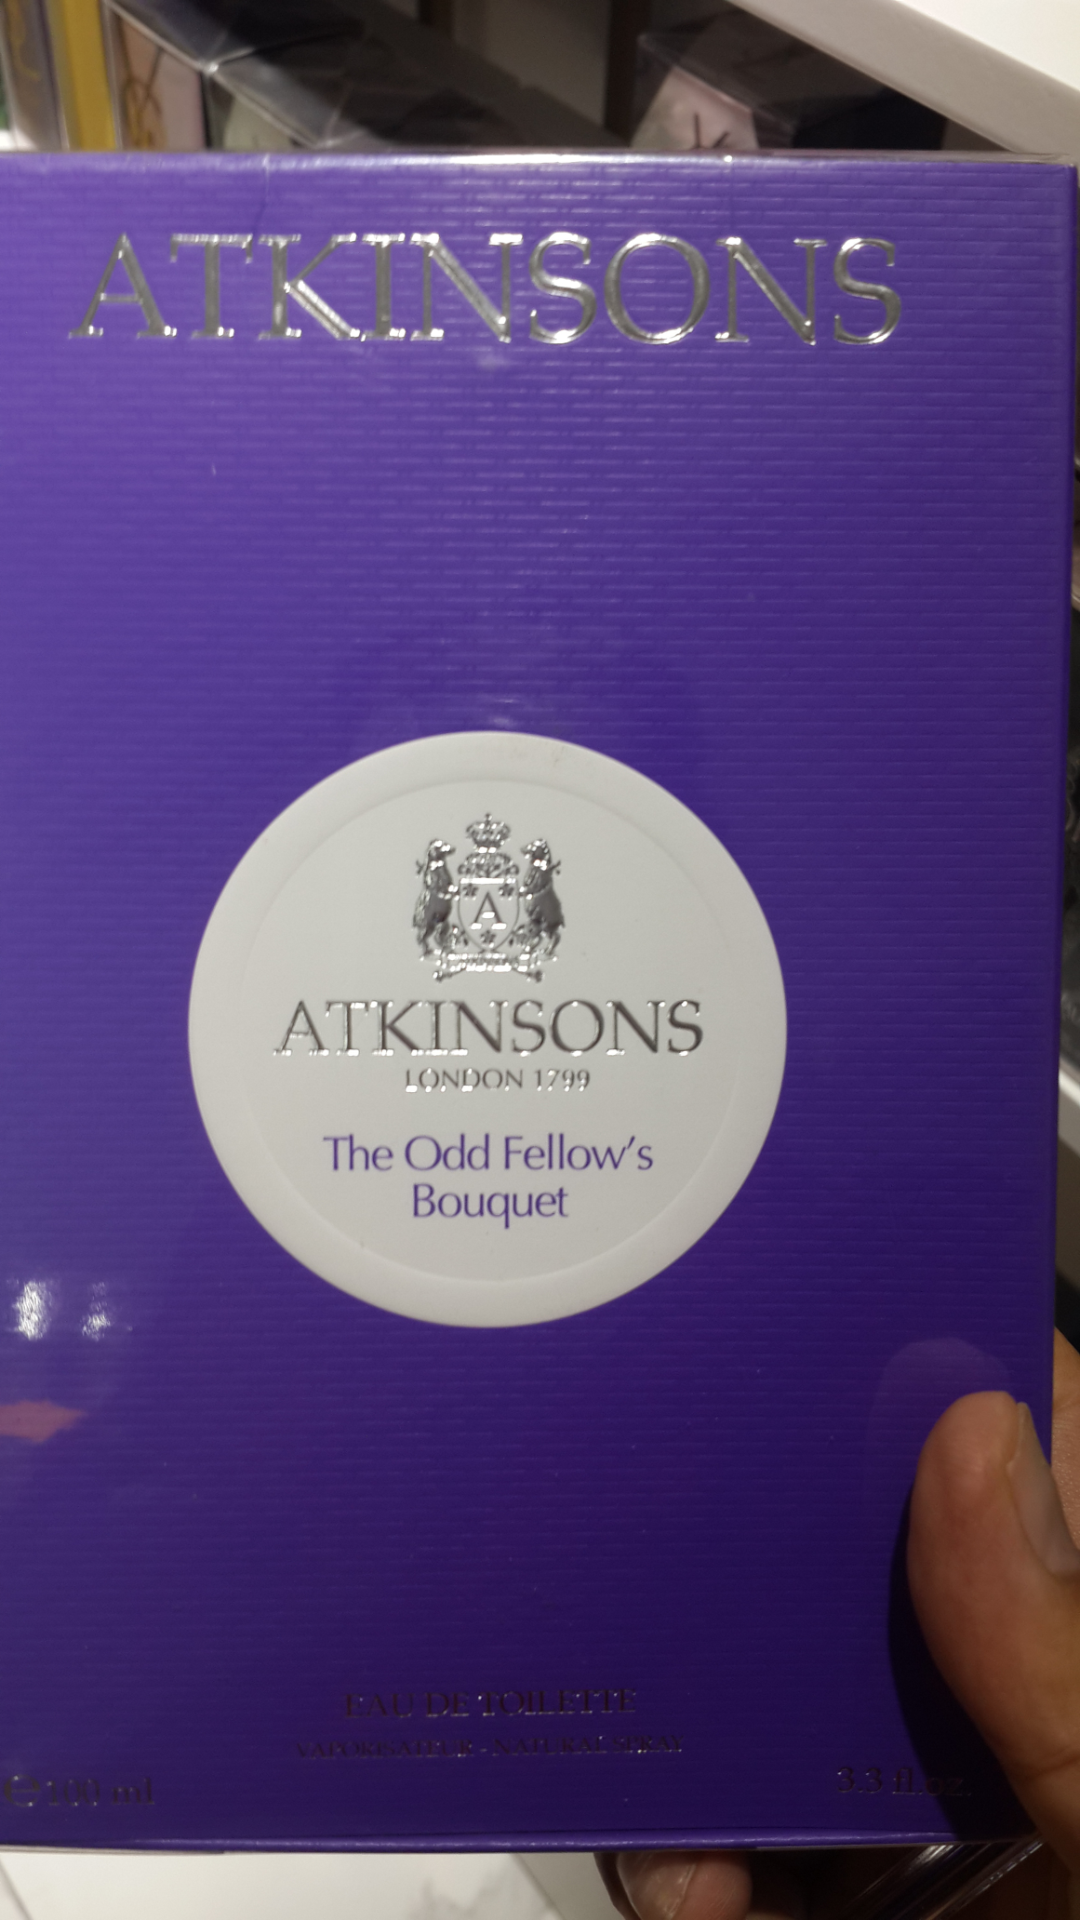 ATKINSONS
A
ATKINSONS
LONDON 1799
The Odd Fellow's
Bouquet
EAU DE TOILETTE
VAPORISATEUR - NATURAL SPRAY
℮ 100 ml
3.3 fl.oz.